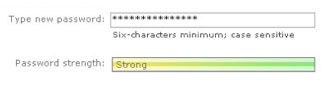 Type new password: ***************
Six-characters minimum; case sensitive
Password strength: Strong